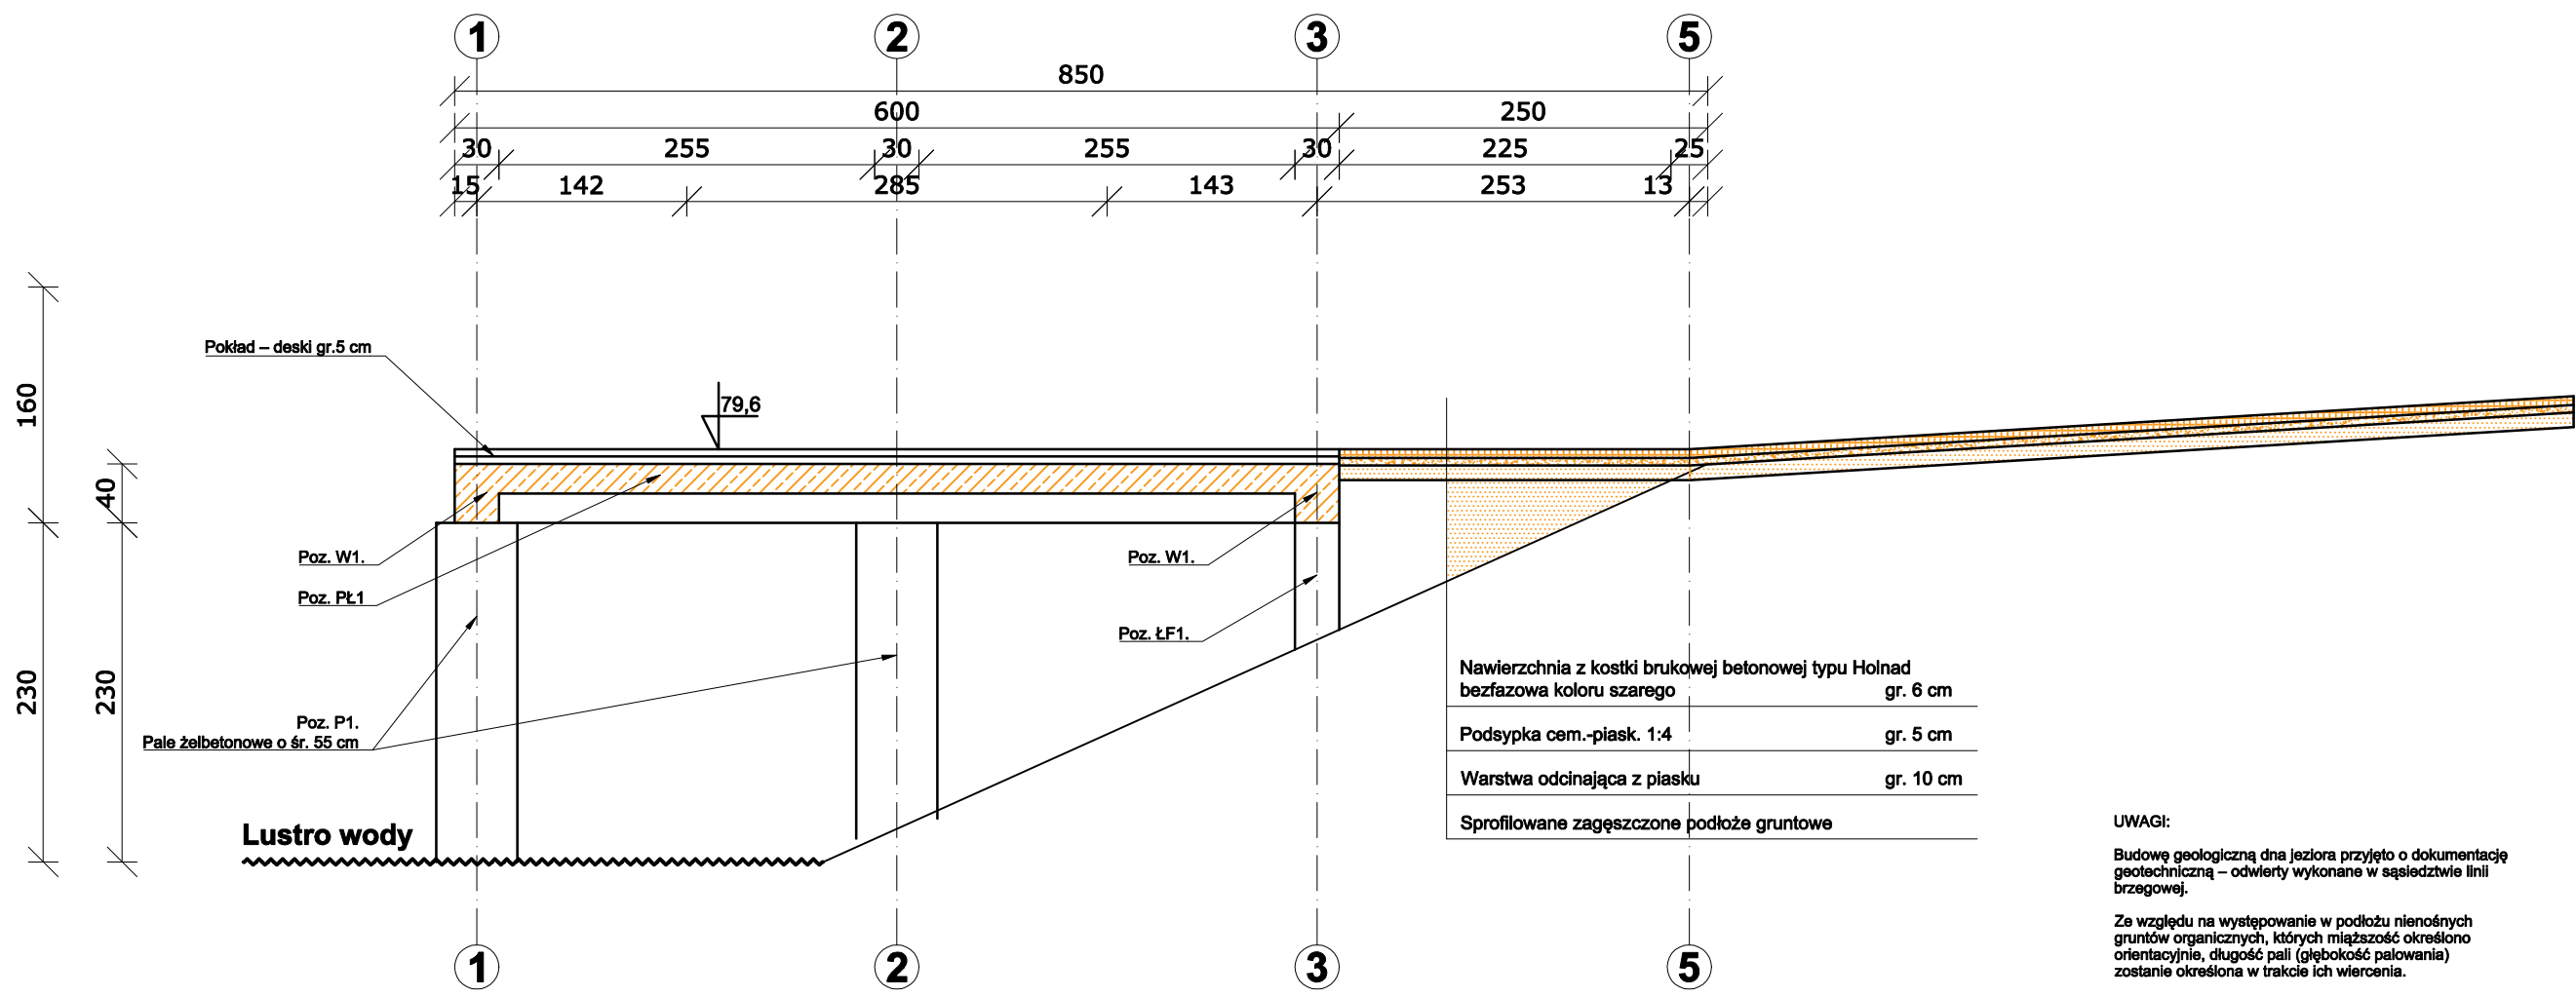 1 2 3 5
850
600 250
30 255 30 255 30 225 25
15 142 285 143 253 13
Pokład – deski gr.5 cm
79,6
160
40
Poz. W1.
Poz. W1.
Poz. PŁ1
Poz. ŁF1.
230
230
Poz. P1.
Pale żelbetonowe o śr. 55 cm
Nawierzchnia z kostki brukowej betonowej typu Holnad
bezfazowa koloru szarego gr. 6 cm
Podsypka cem.-piask. 1:4 gr. 5 cm
Warstwa odcinająca z piasku gr. 10 cm
Sprofilowane zagęszczone podłoże gruntowe
Lustro wody
UWAGI:
Budowę geologiczną dna jeziora przyjęto o dokumentację
geotechniczną – odwierty wykonane w sąsiedztwie linii
brzegowej.
Ze względu na występowanie w podłożu nienośnych
gruntów organicznych, których miąższość określono
orientacyjnie, długość pali (głębokość palowania)
zostanie określona w trakcie ich wiercenia.
1 2 3 5